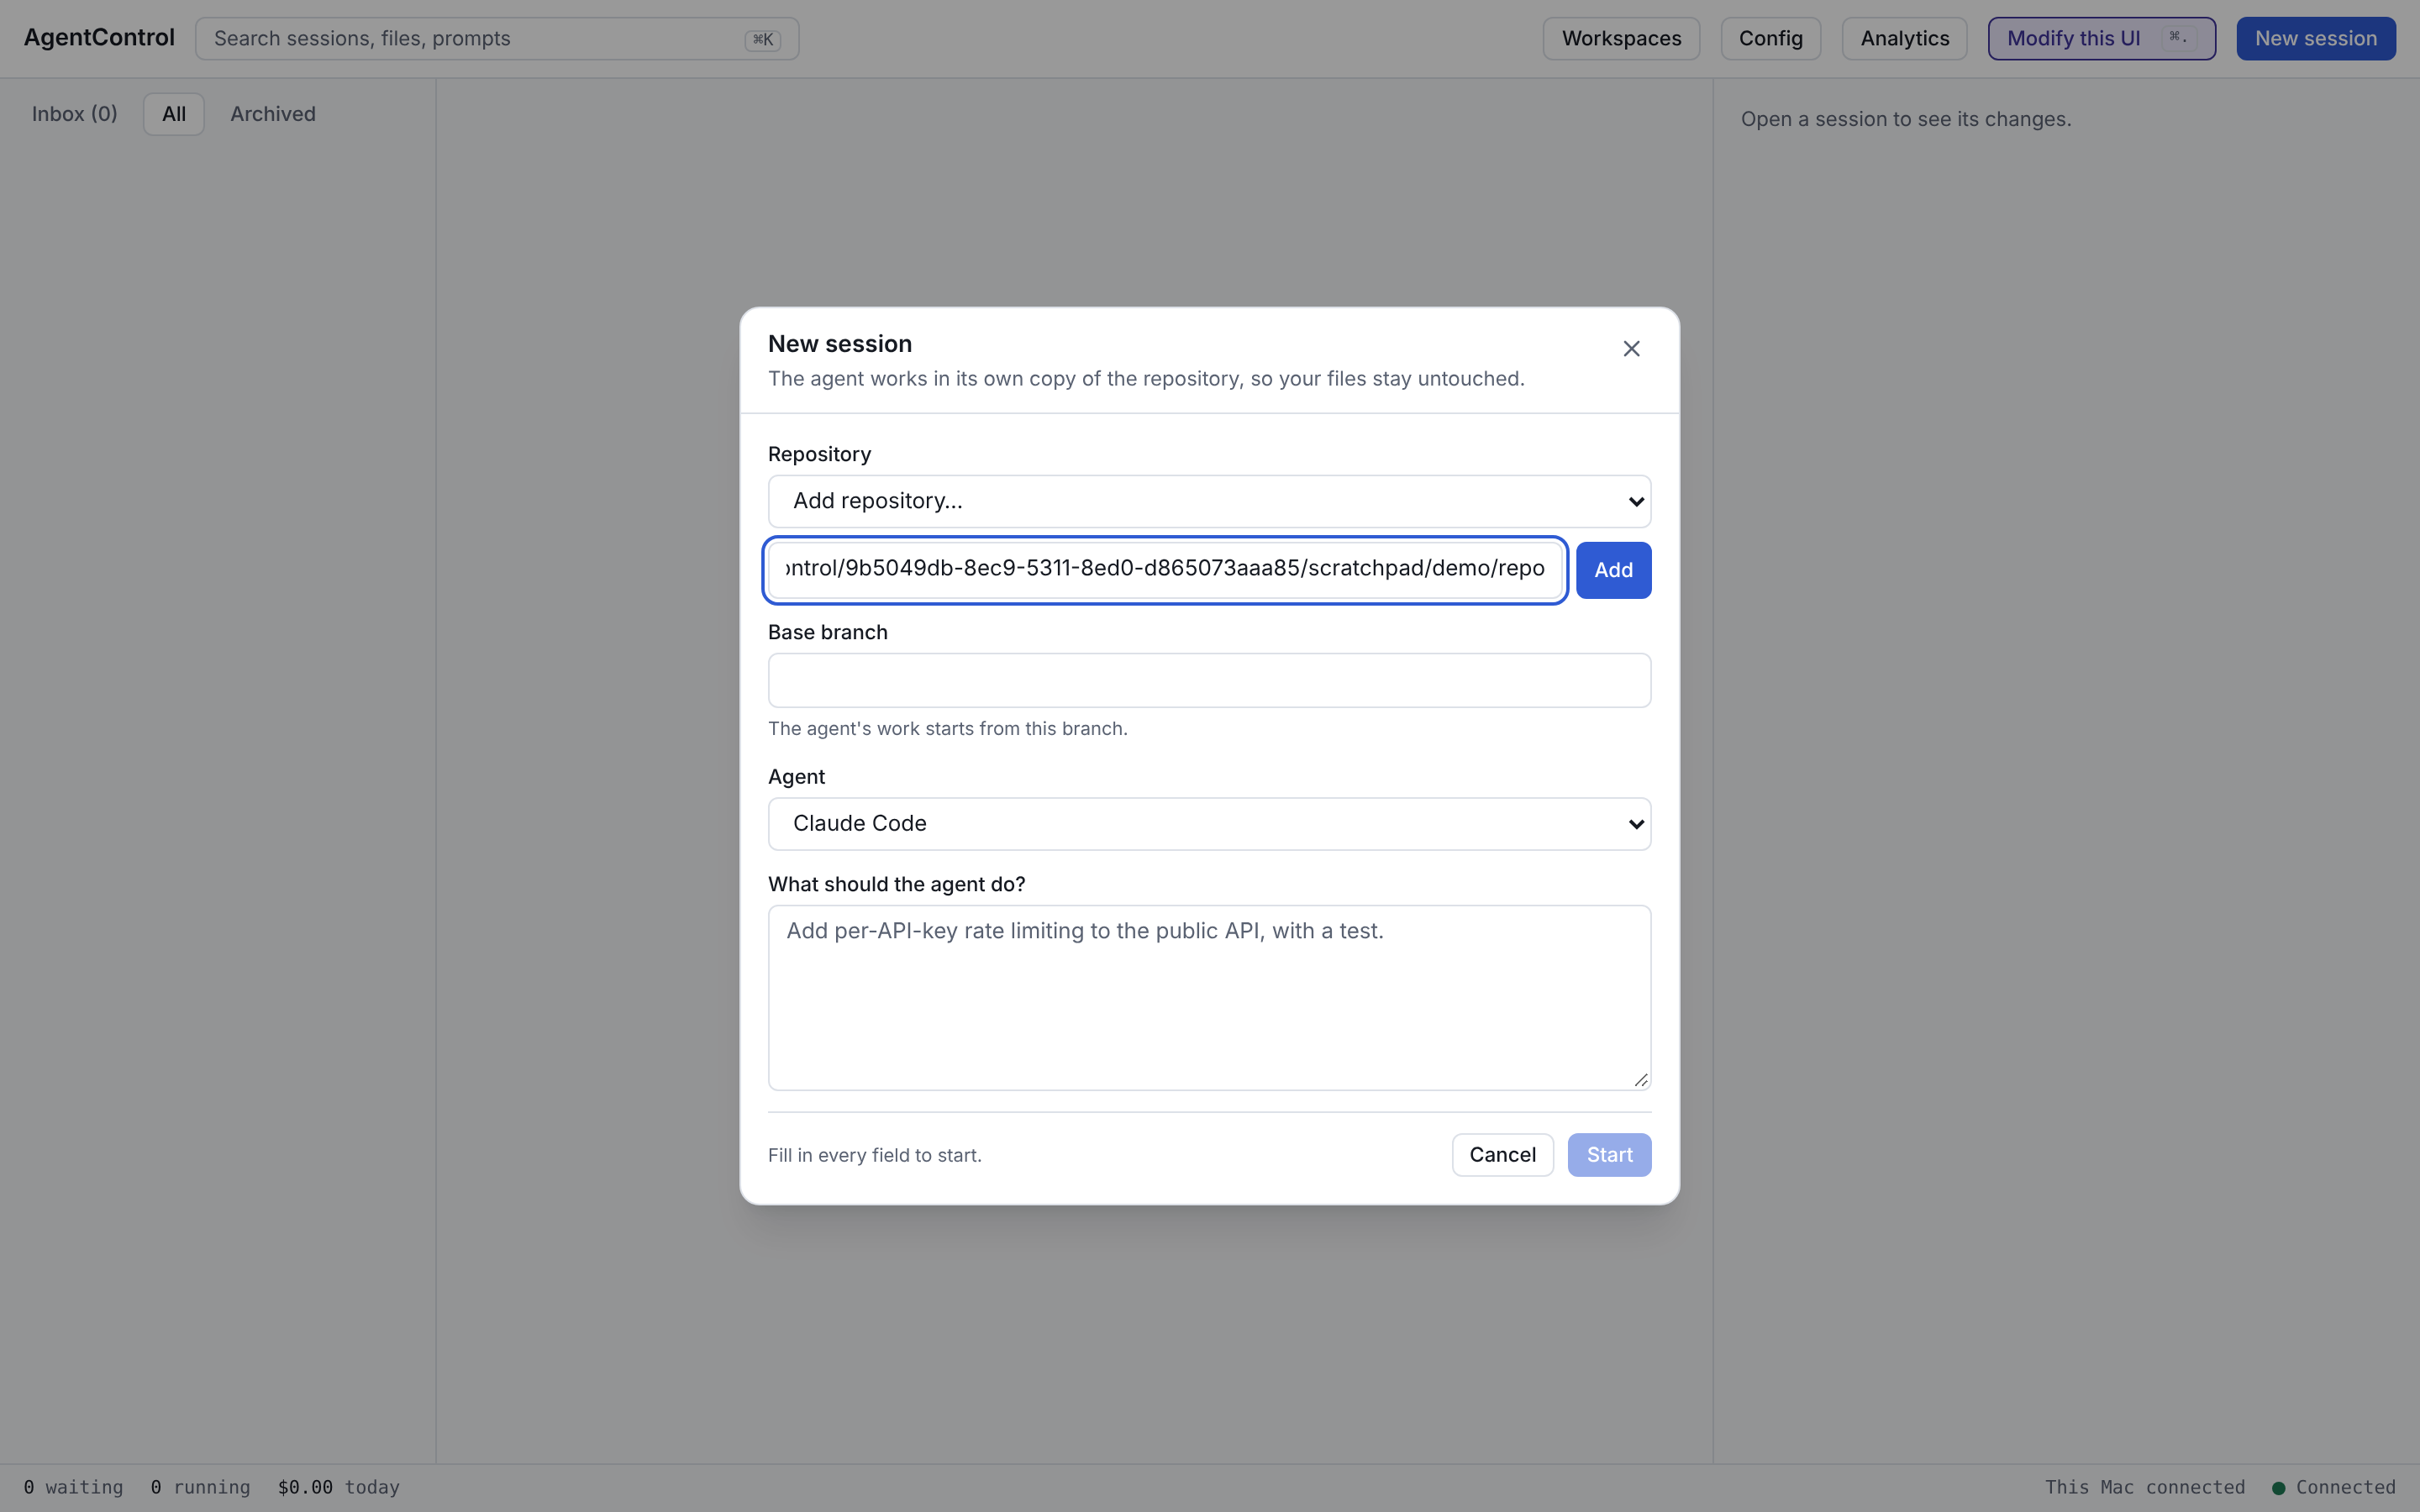 AgentControl
Search sessions, files, prompts ⌘K
Workspaces
Config
Analytics
Modify this UI ⌘.
New session
Inbox (0)
All
Archived
Open a session to see its changes.
New session
The agent works in its own copy of the repository, so your files stay untouched.
Repository
Add repository...
ontrol/9b5049db-8ec9-5311-8ed0-d865073aaa85/scratchpad/demo/repo
Add
Base branch
The agent's work starts from this branch.
Agent
Claude Code
What should the agent do?
Add per-API-key rate limiting to the public API, with a test.
Fill in every field to start.
Cancel
Start
0 waiting 0 running $0.00 today
This Mac connected
Connected